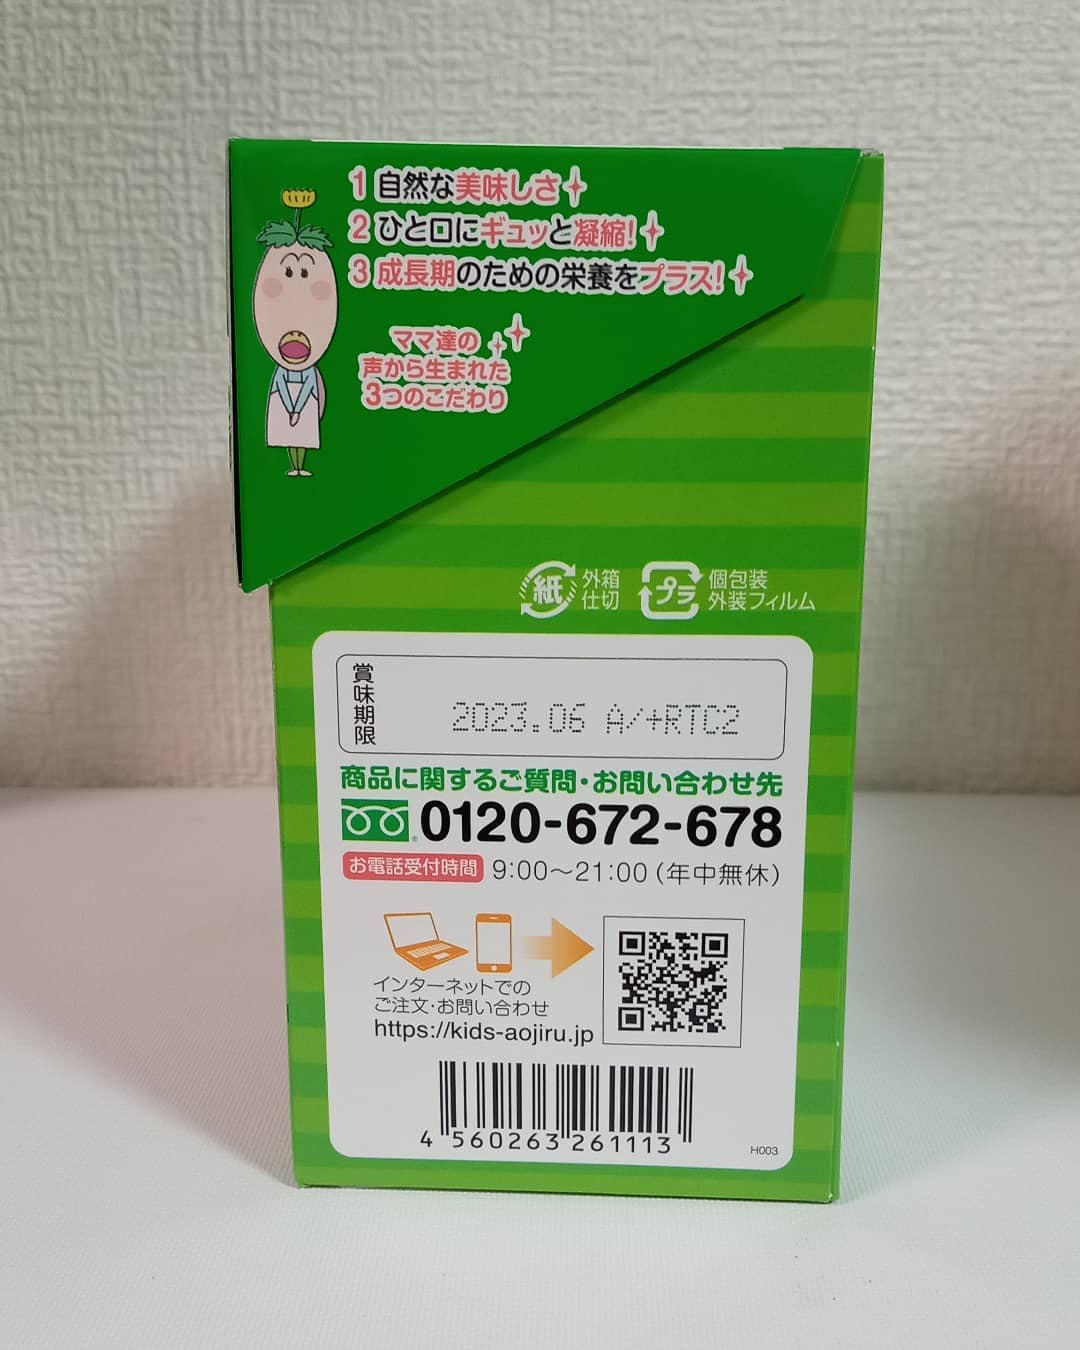 1 自然な美味しさ
2 ひと口にギュッと凝縮!
3 成長期のための栄養をプラス!
ママ達の
声から生まれた
3つのこだわり
紙 外箱
仕切
プラ 個包装
外装フィルム
賞味期限
2023.06 A/+RTC2
商品に関するご質問・お問い合わせ先
0120-672-678
お電話受付時間 9:00〜21:00(年中無休)
インターネットでの
ご注文・お問い合わせ
https://kids-aojiru.jp
4 560263 261113
H003